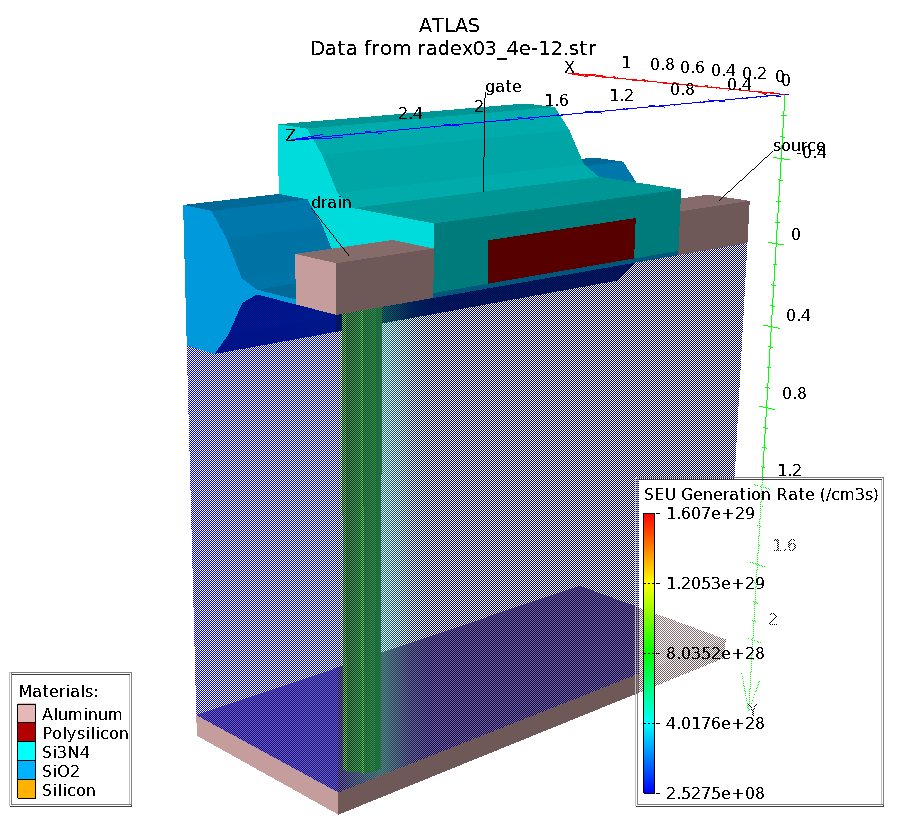 ATLAS
Data from radex03_4e-12.str
X 1 0.8 0.6 0.4 0.2 0
Z 2.4 2 1.6 1.2 0.8 0.4 0
gate
source
-0.4
drain
0
0.4
0.8
1.2
SEU Generation Rate (/cm3s)
1.607e+29
1.6
1.2053e+29
2
8.0352e+28
Y
4.0176e+28
2.5275e+08
Materials:
Aluminum
Polysilicon
Si3N4
SiO2
Silicon